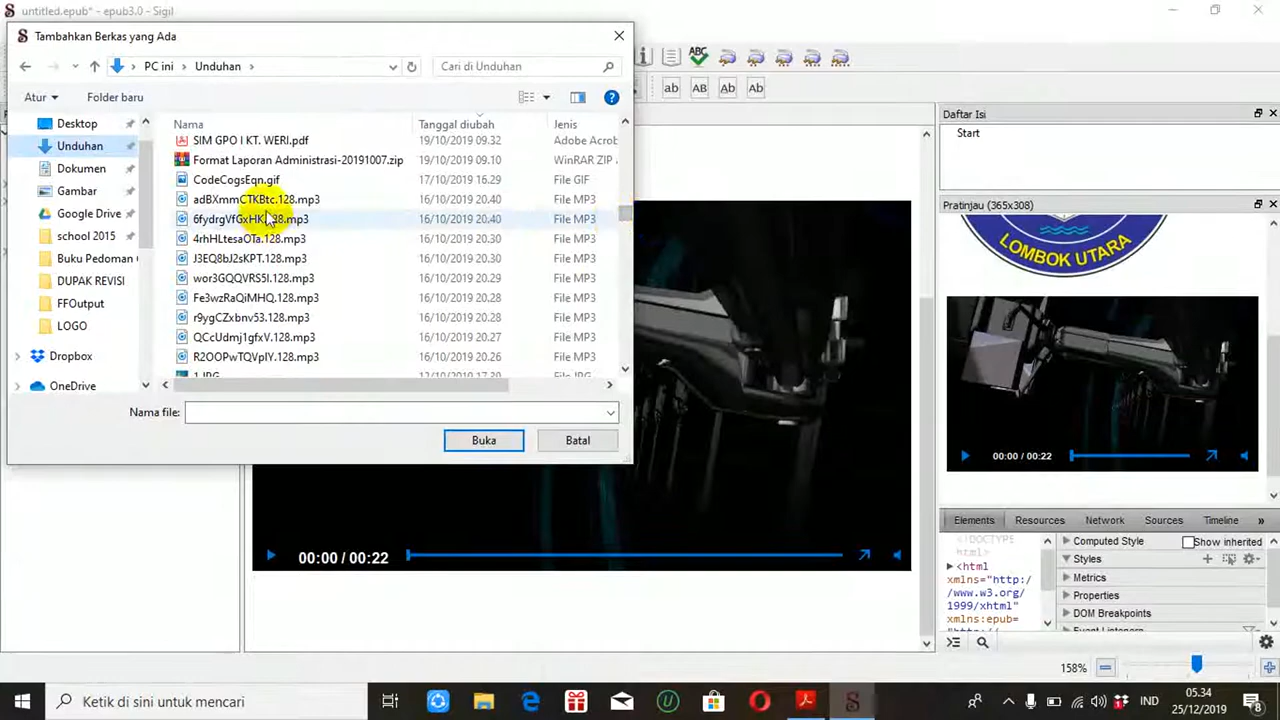 untitled.epub* - epub3.0 - Sigil
Tambahkan Berkas yang Ada
PC ini
Unduhan
Cari di Unduhan
Atur
Folder baru
Desktop
Unduhan
Dokumen
Gambar
Google Drive
school 2015
Buku Pedoman
DUPAK REVISI
FFOutput
LOGO
Dropbox
OneDrive
Nama Tanggal diubah Jenis
SIM GPO I KT. WERI.pdf 19/10/2019 09.32 Adobe Acrob
Format Laporan Administrasi-20191007.zip 19/10/2019 09.10 WinRAR ZIP
CodeCogsEqn.gif 17/10/2019 16.29 File GIF
adBXmmCTKBtc.128.mp3 16/10/2019 20.40 File MP3
16/10/2019 20.40 File MP3
4rhHLtesaOTa.128.mp3 16/10/2019 20.30 File MP3
J3EQ8bJ2sKPT.128.mp3 16/10/2019 20.30 File MP3
wor3GQQVRS5I.128.mp3 16/10/2019 20.30 File MP3
Fe3wzRaQiMHQ.128.mp3 16/10/2019 20.28 File MP3
r9ygCZxbnv53.128.mp3 16/10/2019 20.28 File MP3
QCcUdmj1gfxV.128.mp3 16/10/2019 20.27 File MP3
R2OOPwTQVpIV.128.mp3 16/10/2019 20.26 File MP3
Nama file:
Buka
Batal
ABC
ab AB Ab Ab
00:00 / 00:22
Daftar Isi
Start
Pratinjau (365x308)
LOMBOK UTARA
00:00 / 00:22
Elements Resources Network Sources Timeline »
html>
<html
xmlns="http:/
/www.w3.org/
1999/xhtml"
xmlns:epub=
Computed Style
Show inherited
Styles
Metrics
Properties
DOM Breakpoints
158%
Ketik di sini untuk mencari
IND
05.34
25/12/2019
8